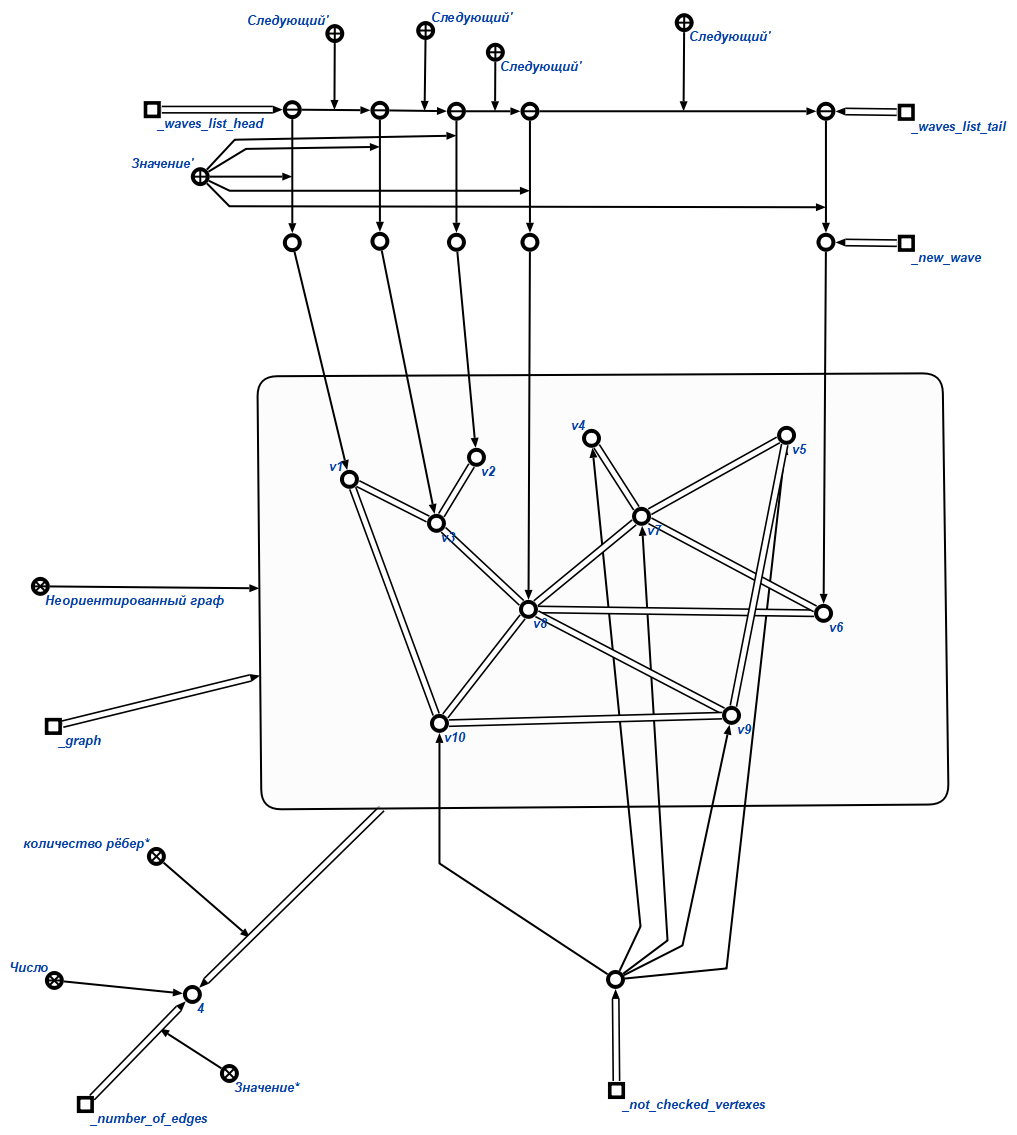 Следующий'
Следующий'
Следующий'
Следующий'
_waves_list_head
_waves_list_tail
Значение'
_new_wave
v4
v5
v1
v2
v7
v3
Неориентированный граф
v8
v6
_graph
v10
v9
количество рёбер*
Число
4
Значение*
_number_of_edges
_not_checked_vertexes